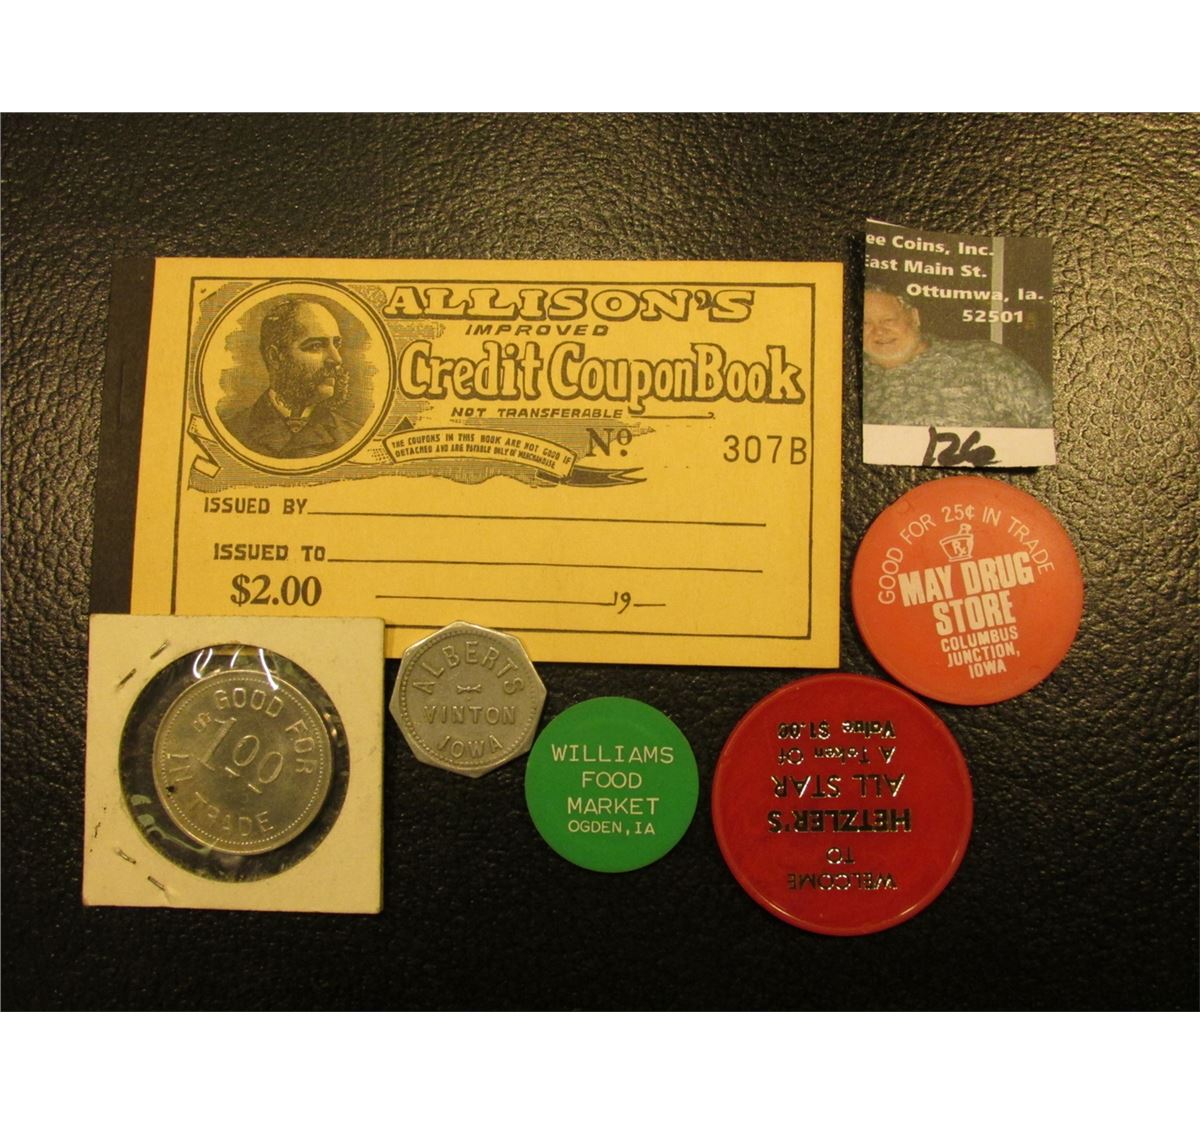 ALLISON'S
IMPROVED
Credit Coupon Book
NOT TRANSFERABLE
THE COUPONS IN THIS BOOK ARE NOT GOOD IF
DETACHED AND ARE PAYABLE ONLY IN MERCHANDISE
No. 307B
ISSUED BY
ISSUED TO
$2.00 19
ee Coins, Inc.
East Main St.
Ottumwa, Ia.
52501
126
GOOD FOR 25¢ IN TRADE
Rx
MAY DRUG
STORE
COLUMBUS
JUNCTION,
IOWA
GOOD FOR
1.00
IN TRADE
ALBERTS
VINTON
IOWA
WILLIAMS
FOOD
MARKET
OGDEN, IA
WELCOME
TO
HETZLER'S
ALL STAR
A Token Of
Value $1.00